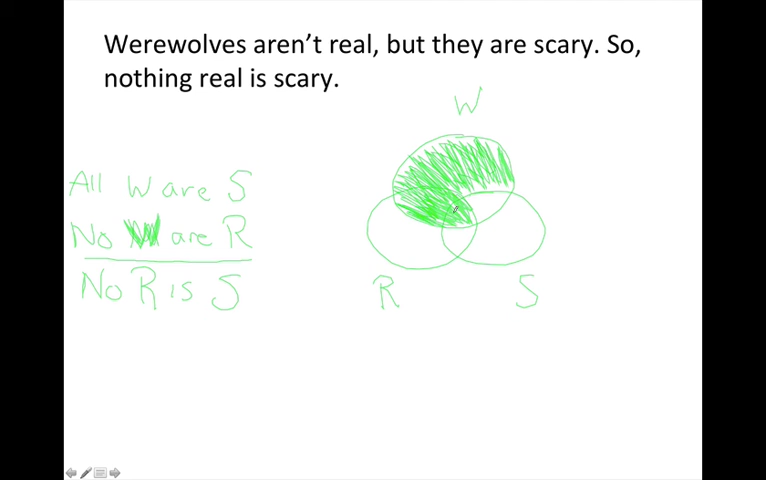 Werewolves aren't real, but they are scary. So,
nothing real is scary.
W
All W are S
No W are R
No R is S
R
S